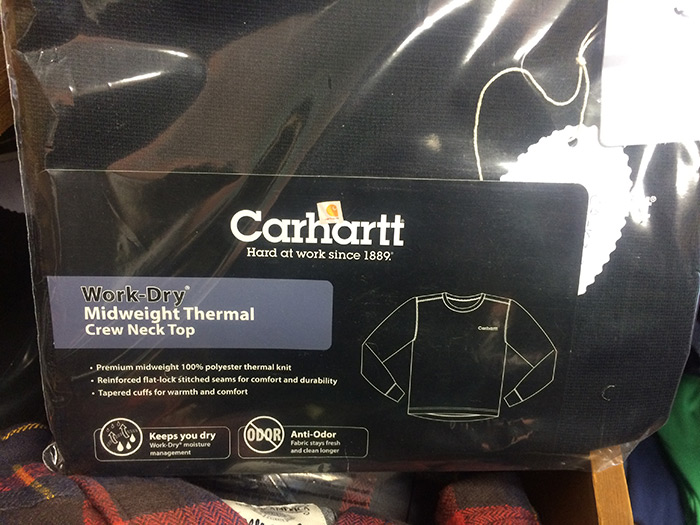 Carhartt
Hard at work since 1889.®
Work-Dry®
Midweight Thermal
Crew Neck Top
Carhartt
• Premium midweight 100% polyester thermal knit
• Reinforced flat-lock stitched seams for comfort and durability
• Tapered cuffs for warmth and comfort
Keeps you dry
Work-Dry® moisture
management
ODOR
Anti-Odor
Fabric stays fresh
and clean longer